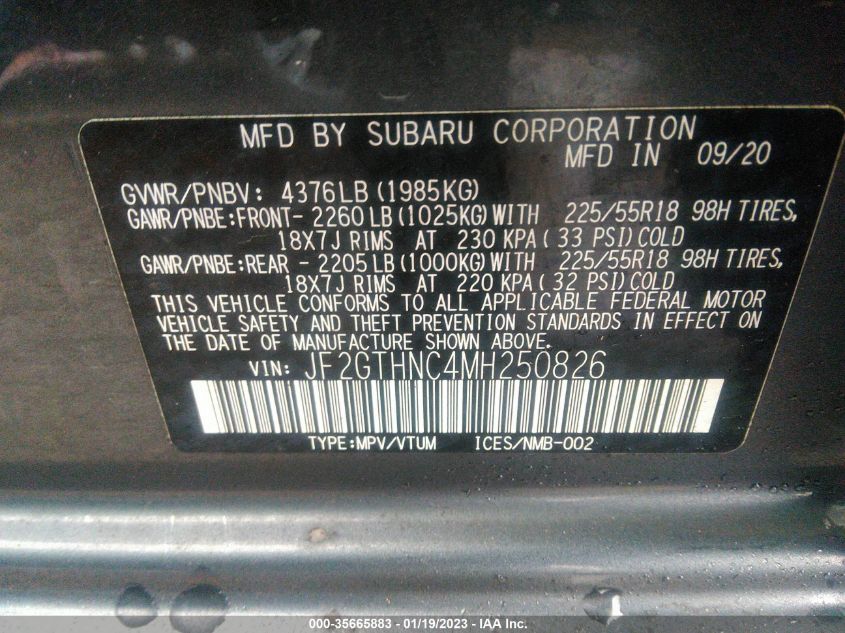 MFD BY SUBARU CORPORATION
MFD IN 09/20
GVWR/PNBV: 4376LB (1985KG)
GAWR/PNBE:FRONT- 2260 LB (1025KG) WITH 225/55R18 98H TIRES,
18X7J RIMS AT 230 KPA ( 33 PSI) COLD
GAWR/PNBE:REAR - 2205 LB (1000KG) WITH 225/55R18 98H TIRES,
18X7J RIMS AT 220 KPA ( 32 PSI) COLD
THIS VEHICLE CONFORMS TO ALL APPLICABLE FEDERAL MOTOR
VEHICLE SAFETY AND THEFT PREVENTION STANDARDS IN EFFECT ON
THE DATE OF MANUFACTURE SHOWN ABOVE.
VIN: JF2GTHNC4MH250826
TYPE:MPV/VTUM ICES/NMB-002
000-35665883 - 01/19/2023 - IAA Inc.